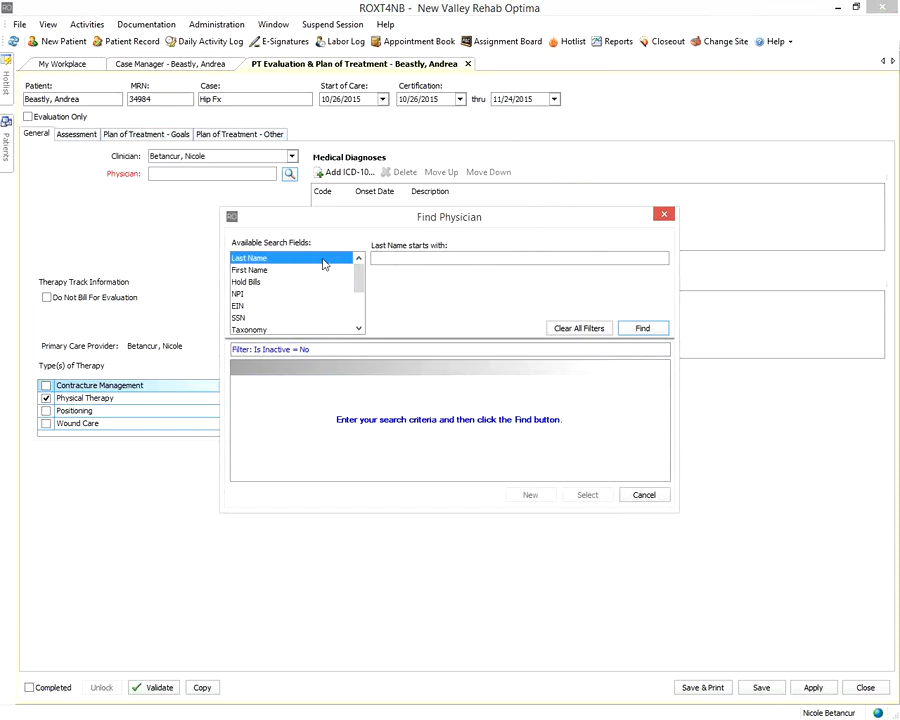 ROXT4NB - New Valley Rehab Optima
File View Activities Documentation Administration Window Suspend Session Help
New Patient Patient Record Daily Activity Log E-Signatures Labor Log Appointment Book Assignment Board Hotlist Reports Closeout Change Site Help
My Workplace Case Manager - Beastly, Andrea PT Evaluation & Plan of Treatment - Beastly, Andrea
Hotlist
Patients
Patient: MRN: Case: Start of Care: Certification:
Beastly, Andrea 34984 Hip Fx 10/26/2015 10/26/2015 thru 11/24/2015
Evaluation Only
General Assessment Plan of Treatment - Goals Plan of Treatment - Other
Clinician: Betancur, Nicole Medical Diagnoses
Physician: Add ICD-10... Delete Move Up Move Down
Code Onset Date Description
RO Find Physician
Available Search Fields: Last Name starts with:
Last Name
First Name
Hold Bills
NPI
EIN
SSN
Taxonomy
Clear All Filters Find
Filter: Is Inactive = No
Enter your search criteria and then click the Find button.
New Select Cancel
Therapy Track Information
Do Not Bill For Evaluation
Primary Care Provider: Betancur, Nicole
Type(s) of Therapy
Contracture Management
Physical Therapy
Positioning
Wound Care
Completed Unlock Validate Copy Save & Print Save Apply Close
Nicole Betancur